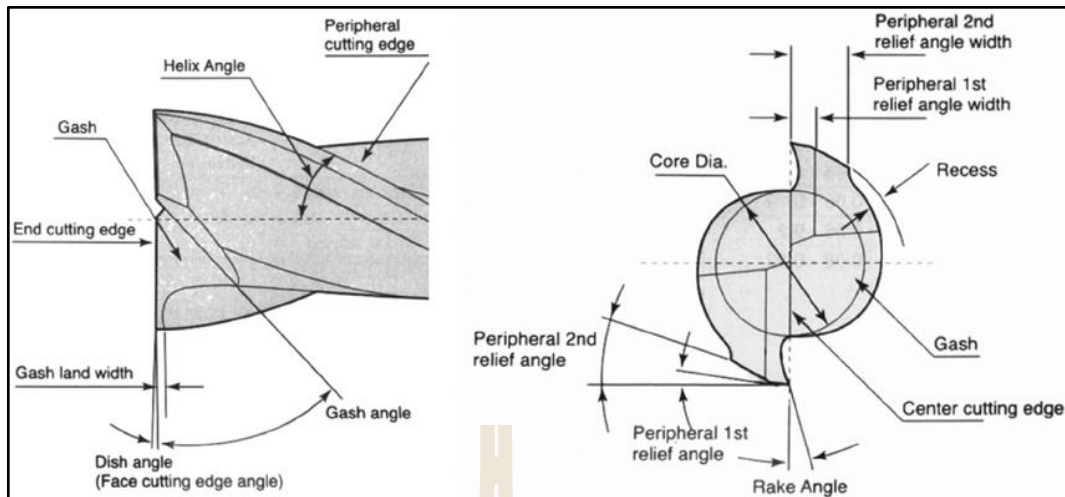 Peripheral
cutting edge
Helix Angle
Gash
End cutting edge
Gash land width
Gash angle
Dish angle
(Face cutting edge angle)
Peripheral 2nd
relief angle width
Peripheral 1st
relief angle width
Core Dia.
Recess
Peripheral 2nd
relief angle
Gash
Center cutting edge
Peripheral 1st
relief angle
Rake Angle